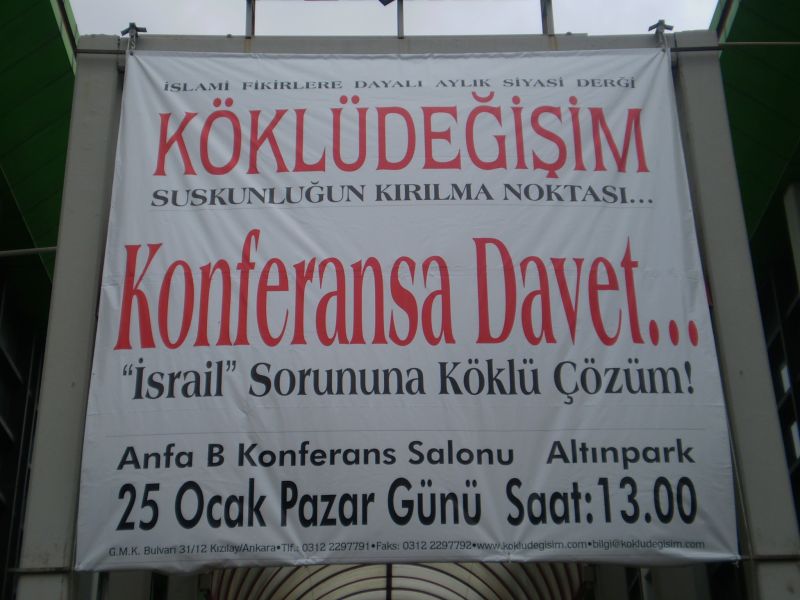 İSLAMİ FİKİRLERE DAYALI AYLIK SİYASİ DERGİ
KÖKLÜDEĞİŞİM
SUSKUNLUĞUN KIRILMA NOKTASI...
Konferansa Davet...
“İsrail” Sorununa Köklü Çözüm!
Anfa B Konferans Salonu Altınpark
25 Ocak Pazar Günü Saat:13.00
G.M.K. Bulvarı 31/12 Kızılay/Ankara•Tlf.: 0312 2297791•Faks: 0312 2297792•www.kokludegisim.com•bilgi@kokludegisim.com